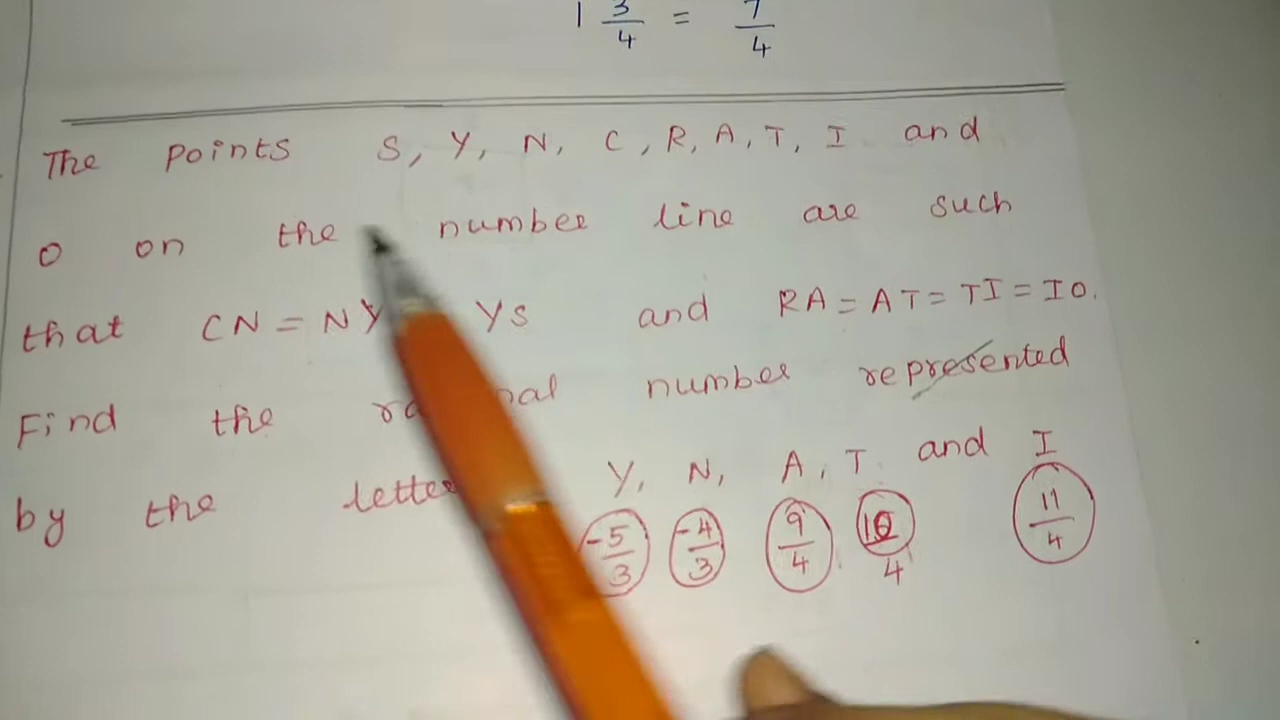 1 3/4 = 7/4
The points S, Y, N, C, R, A, T, I and
O on the number line are such
that CN = NY YS and RA = AT = TI = IO.
Find the number represented
by the Y, N, A, T and I
-5/3 -4/3 9/4 10/4 11/4